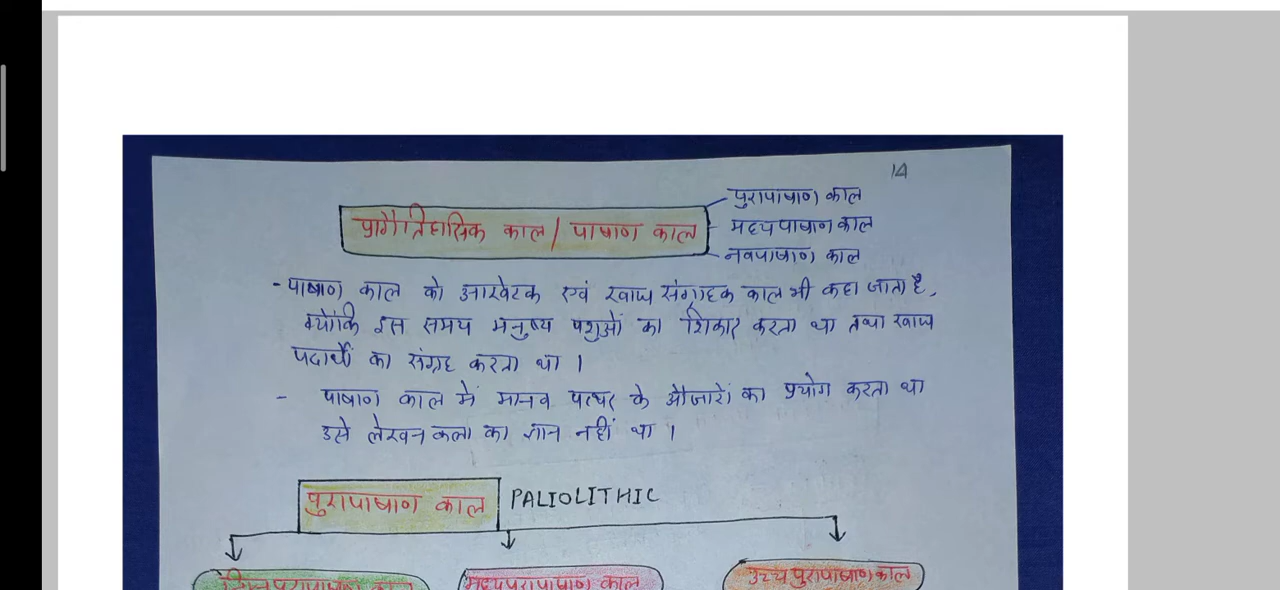 14
पुरापाषाण काल
प्रागैतिहासिक काल / पाषाण काल
मध्यपाषाण काल
नवपाषाण काल
- पाषाण काल को आखेटक एवं खाद्य संग्राहक काल भी कहा जाता है,
क्योंकि इस समय मनुष्य पशुओं का शिकार करता था तथा खाद्य
पदार्थों का संग्रह करता था ।
- पाषाण काल में मानव पत्थर के औजारों का प्रयोग करता था
उसे लेखन कला का ज्ञान नहीं था ।
पुरापाषाण काल PALIOLITHIC
निम्न पुरापाषाण काल
मध्यपुरापाषाण काल
उच्च पुरापाषाण काल